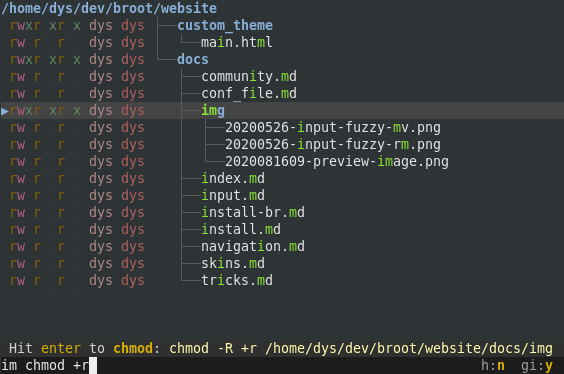 /home/dys/dev/broot/website
rwxr xr x dys dys custom_theme
rw r r dys dys main.html
docs
rw r r dys dys community.md
rw r r dys dys conf_file.md
▶rwxr xr x dys dys img
rw r r dys dys 20200526-input-fuzzy-mv.png
rw r r dys dys 20200526-input-fuzzy-rm.png
rw r r dys dys 2020081609-preview-image.png
rw r r dys dys index.md
rw r r dys dys input.md
rw r r dys dys install-br.md
rw r r dys dys install.md
rw r r dys dys navigation.md
rw r r dys dys skins.md
rw r r dys dys tricks.md
Hit enter to chmod: chmod -R +r /home/dys/dev/broot/website/docs/img
im chmod +r h:n gi:y